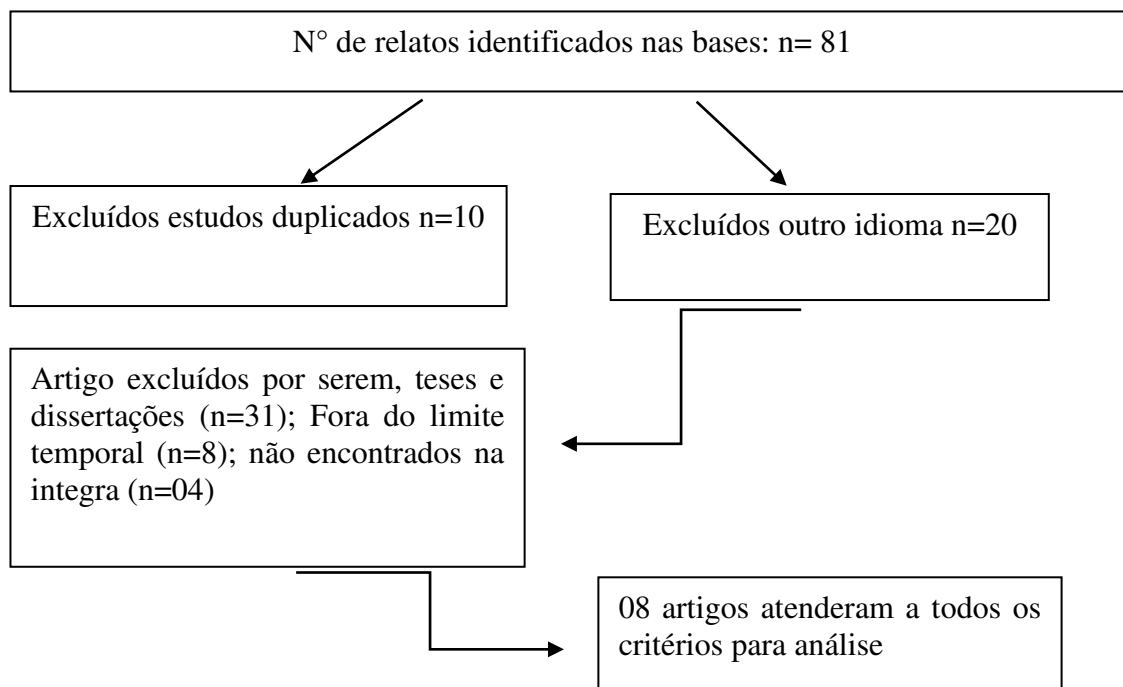 N° de relatos identificados nas bases: n= 81
Excluídos estudos duplicados n=10
Excluídos outro idioma n=20
Artigo excluídos por serem, teses e
dissertações (n=31); Fora do limite
temporal (n=8); não encontrados na
integra (n=04)
08 artigos atenderam a todos os
critérios para análise